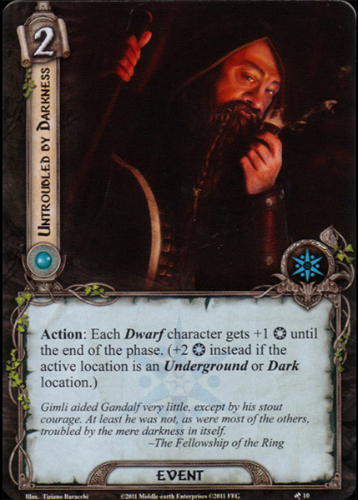 2
UNTROUBLED BY DARKNESS
Action: Each Dwarf character gets +1 until
the end of the phase. (+2 instead if the
active location is an Underground or Dark
location.)
Gimli aided Gandalf very little, except by his stout
courage. At least he was not, as were most of the others,
troubled by the mere darkness in itself.
–The Fellowship of the Ring
EVENT
Illus. Tiziano Baracchi ©2011 Middle-earth Enterprises ©2011 FFG 10